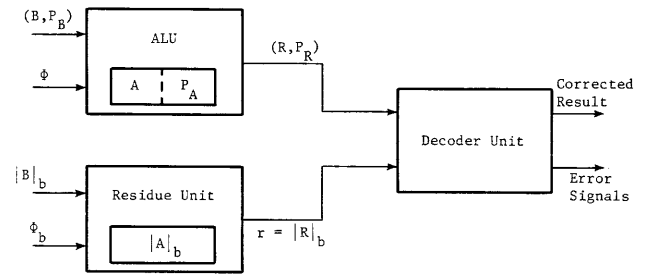 (B,P_B)
ALU
Φ
A
P_A
(R,P_R)
Corrected
Result
Decoder Unit
Error
Signals
|B|_b
Residue Unit
Φ_b
|A|_b
r = |R|_b